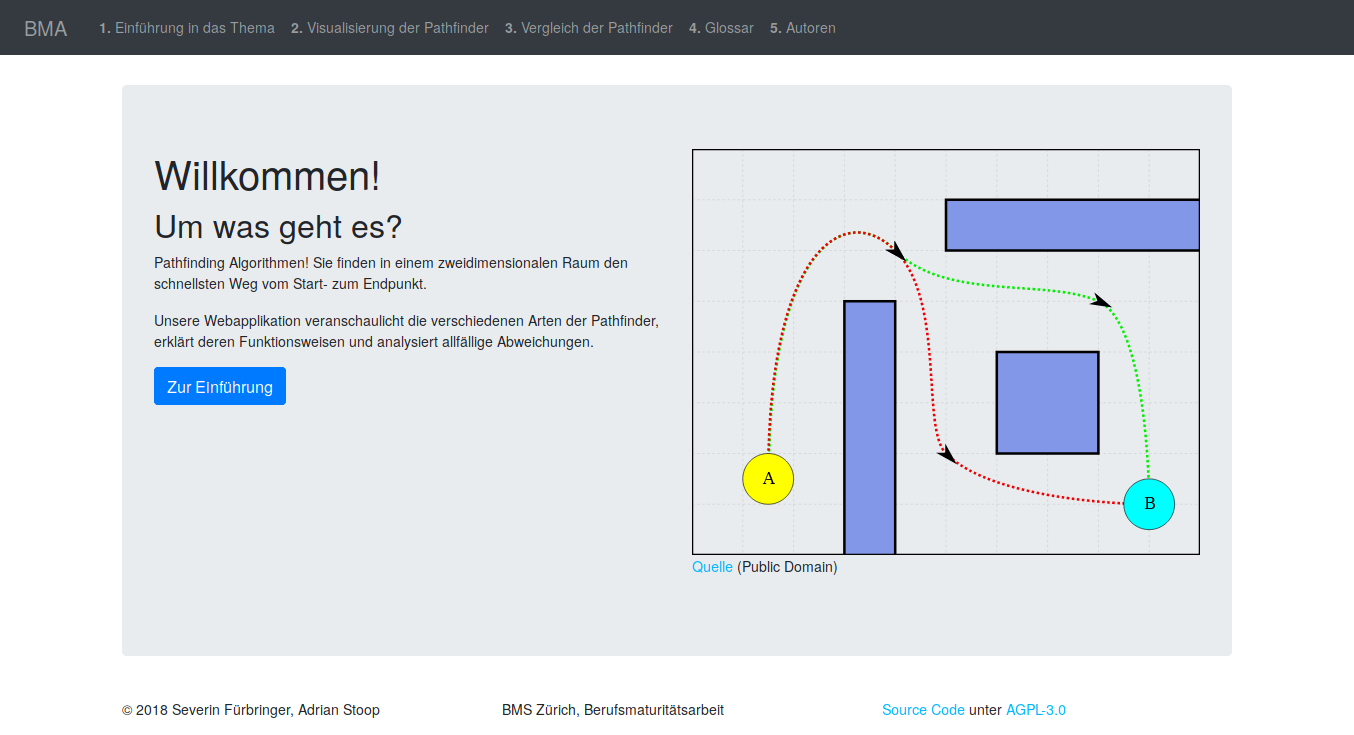 BMA 1. Einführung in das Thema 2. Visualisierung der Pathfinder 3. Vergleich der Pathfinder 4. Glossar 5. Autoren
Willkommen!
Um was geht es?
Pathfinding Algorithmen! Sie finden in einem zweidimensionalen Raum den
schnellsten Weg vom Start- zum Endpunkt.
Unsere Webapplikation veranschaulicht die verschiedenen Arten der Pathfinder,
erklärt deren Funktionsweisen und analysiert allfällige Abweichungen.
Zur Einführung
A
B
Quelle (Public Domain)
© 2018 Severin Fürbringer, Adrian Stoop
BMS Zürich, Berufsmaturitätsarbeit
Source Code unter AGPL-3.0